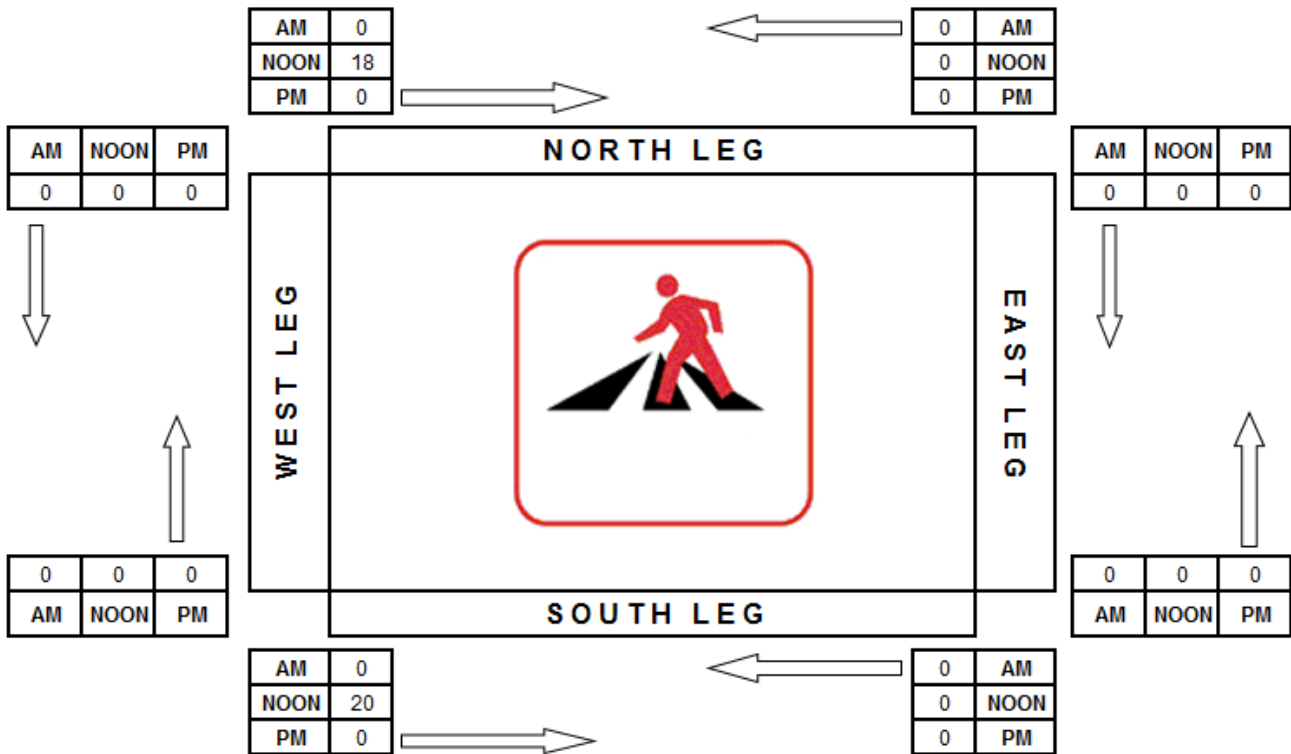 AM 0
NOON 18
PM 0
0 AM
0 NOON
0 PM
AM NOON PM
0 0 0
NORTH LEG
AM NOON PM
0 0 0
WEST LEG
EAST LEG
0 0 0
AM NOON PM
SOUTH LEG
0 0 0
AM NOON PM
AM 0
NOON 20
PM 0
0 AM
0 NOON
0 PM